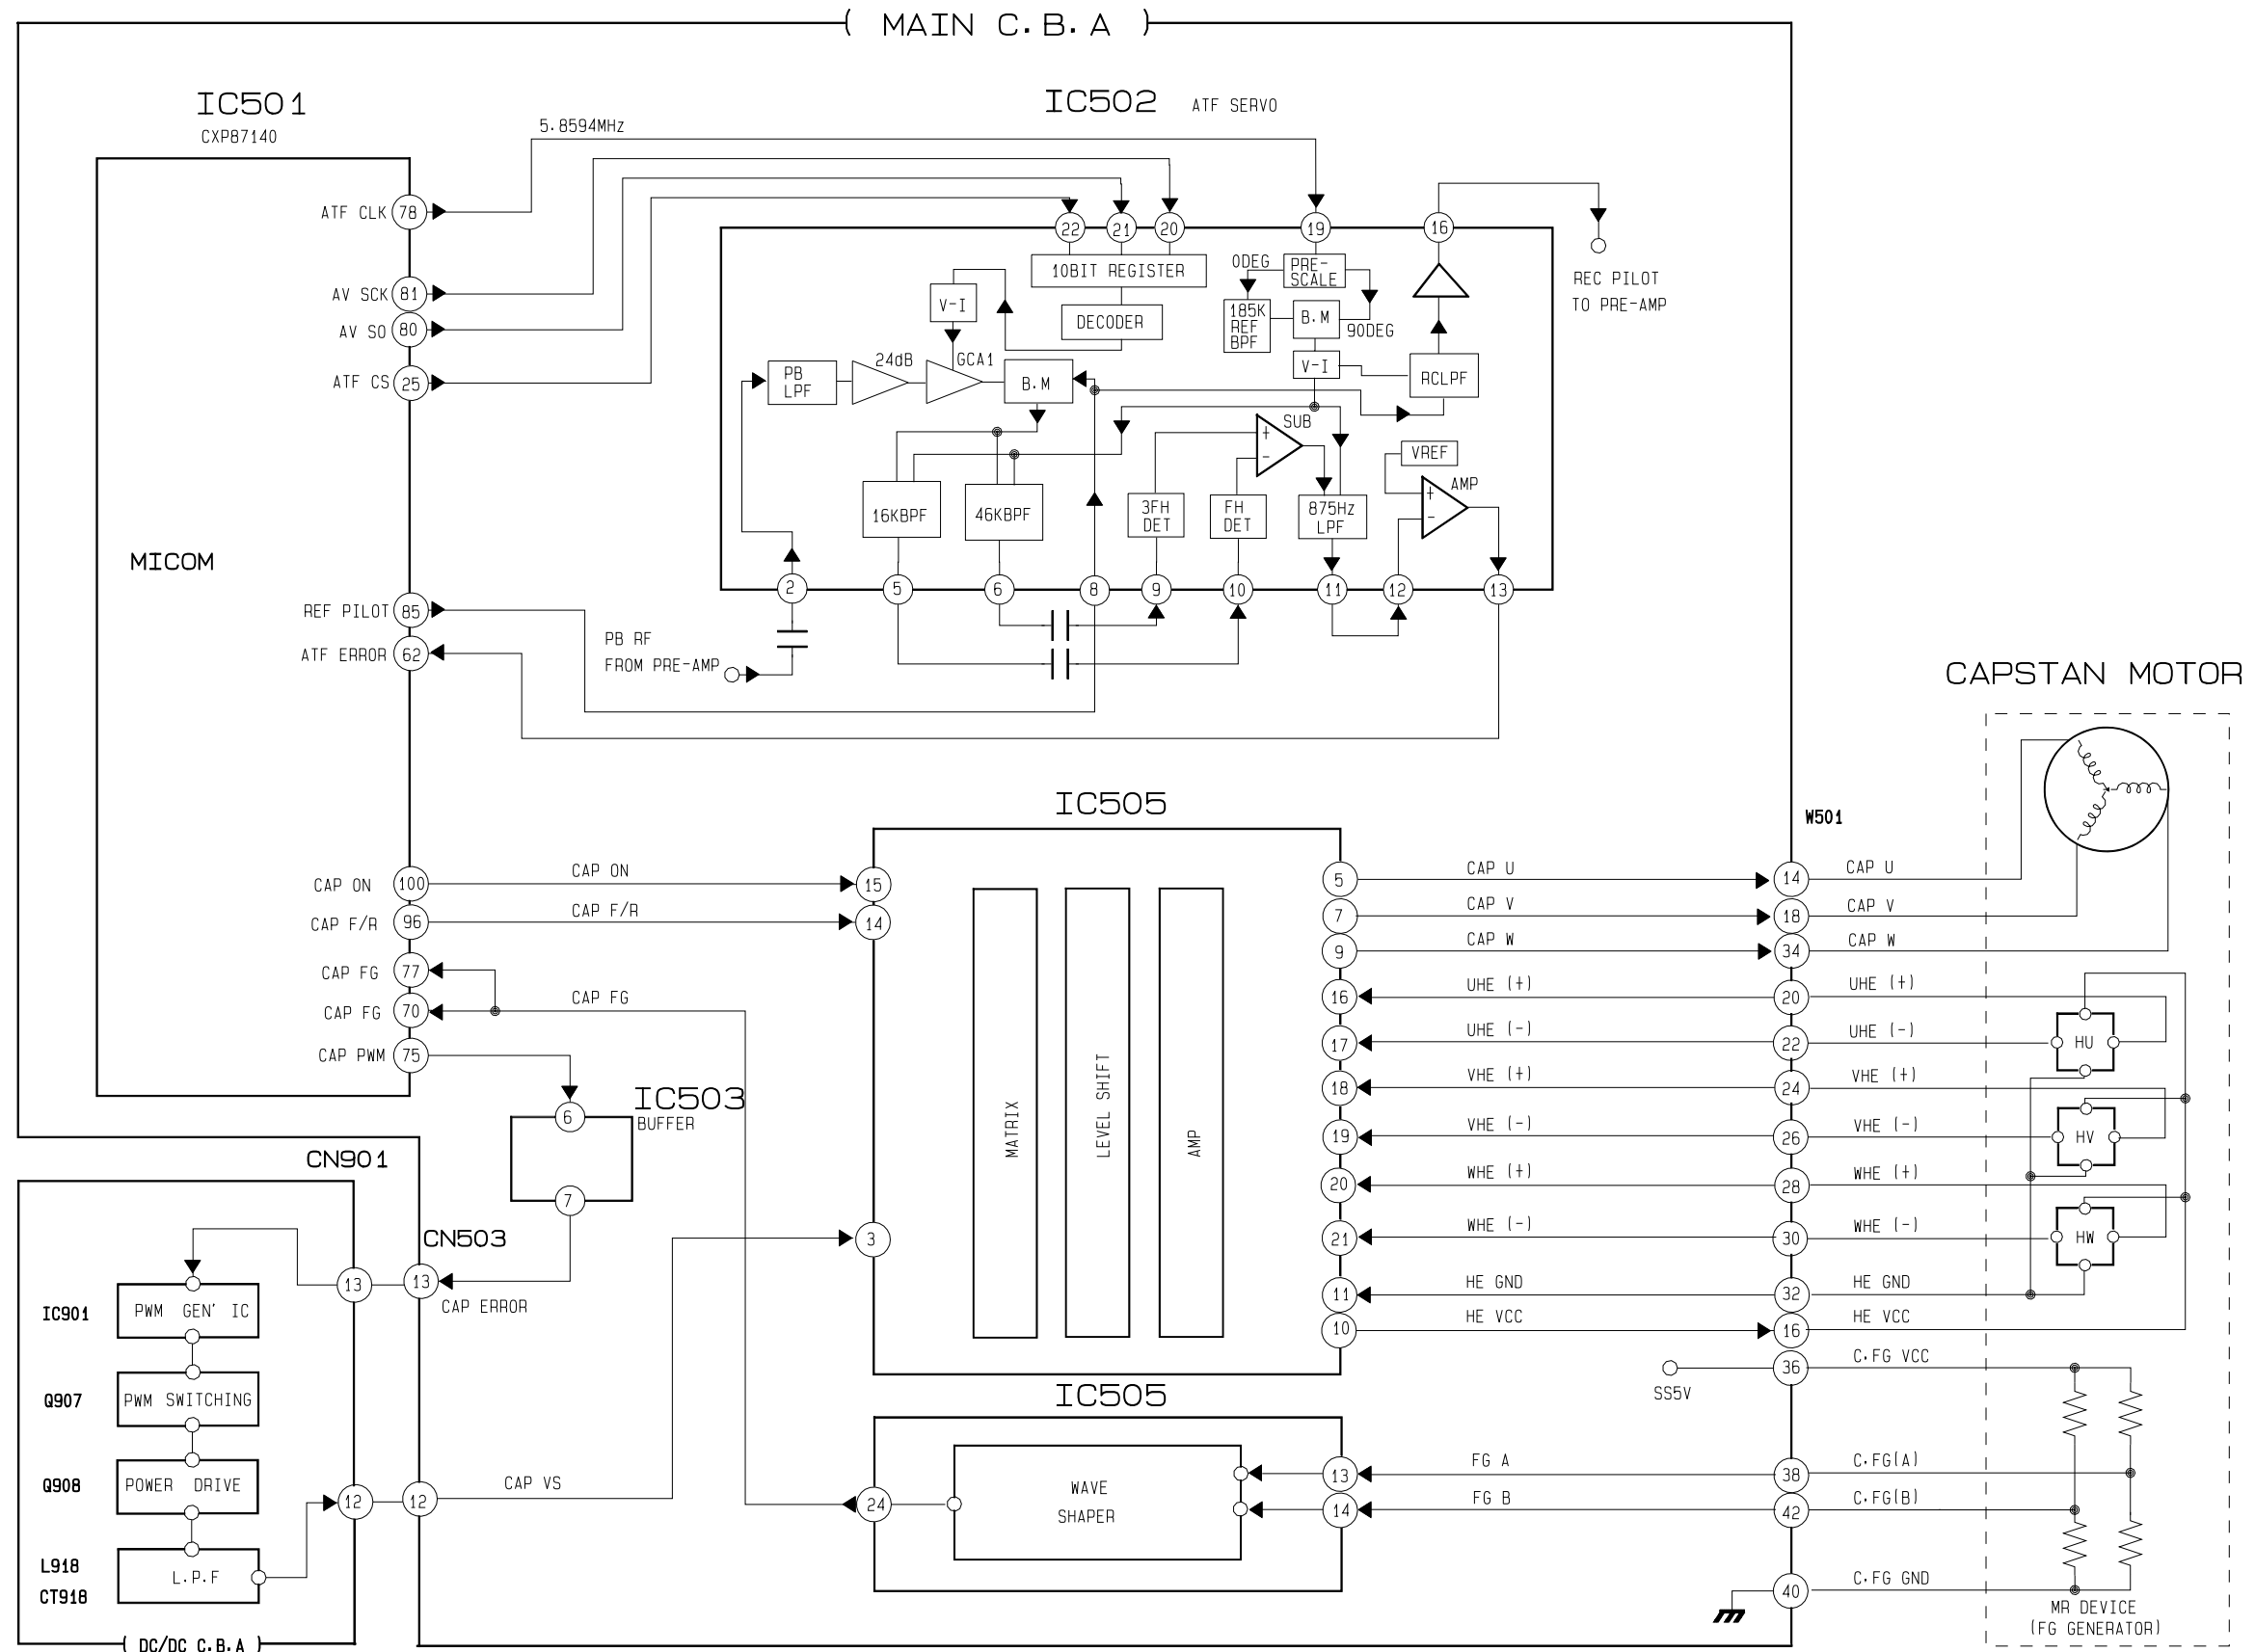 ( MAIN C.B.A )
IC501
CXP87140
MICOM
ATF CLK 78
AV SCK 81
AV SO 80
ATF CS 25
REF PILOT 85
ATF ERROR 62
CAP ON 100
CAP F/R 96
CAP FG 77
CAP FG 70
CAP PWM 75
5.8594MHz
IC502 ATF SERVO
22 21 20 19 16
10BIT REGISTER
DECODER
V-I
0DEG
PRE-
SCALE
185K
REF
BPF
B.M
90DEG
V-I
RCLPF
REC PILOT
TO PRE-AMP
PB
LPF
24dB
GCA1
B.M
SUB
+
-
VREF
AMP
+
-
16KBPF
46KBPF
3FH
DET
FH
DET
875Hz
LPF
2 5 6 8 9 10 11 12 13
PB RF
FROM PRE-AMP
CAPSTAN MOTOR
IC505
W501
CAP ON 15
CAP F/R 14
CAP FG
3
MATRIX
LEVEL SHIFT
AMP
5 CAP U 14 CAP U
7 CAP V 18 CAP V
9 CAP W 34 CAP W
16 UHE (+) 20 UHE (+)
17 UHE (-) 22 UHE (-)
18 VHE (+) 24 VHE (+)
19 VHE (-) 26 VHE (-)
20 WHE (+) 28 WHE (+)
21 WHE (-) 30 WHE (-)
11 HE GND 32 HE GND
10 HE VCC 16 HE VCC
HU
HV
HW
SS5V 36 C.FG VCC
IC503
BUFFER
6
7
CN901
CN503
13 13
CAP ERROR
IC901
PWM GEN' IC
Q907
PWM SWITCHING
Q908
POWER DRIVE
L918
CT918
L.P.F
12 12
CAP VS
( DC/DC C.B.A )
IC505
24
WAVE
SHAPER
13 FG A 38 C.FG(A)
14 FG B 42 C.FG(B)
40 C.FG GND
MR DEVICE
(FG GENERATOR)